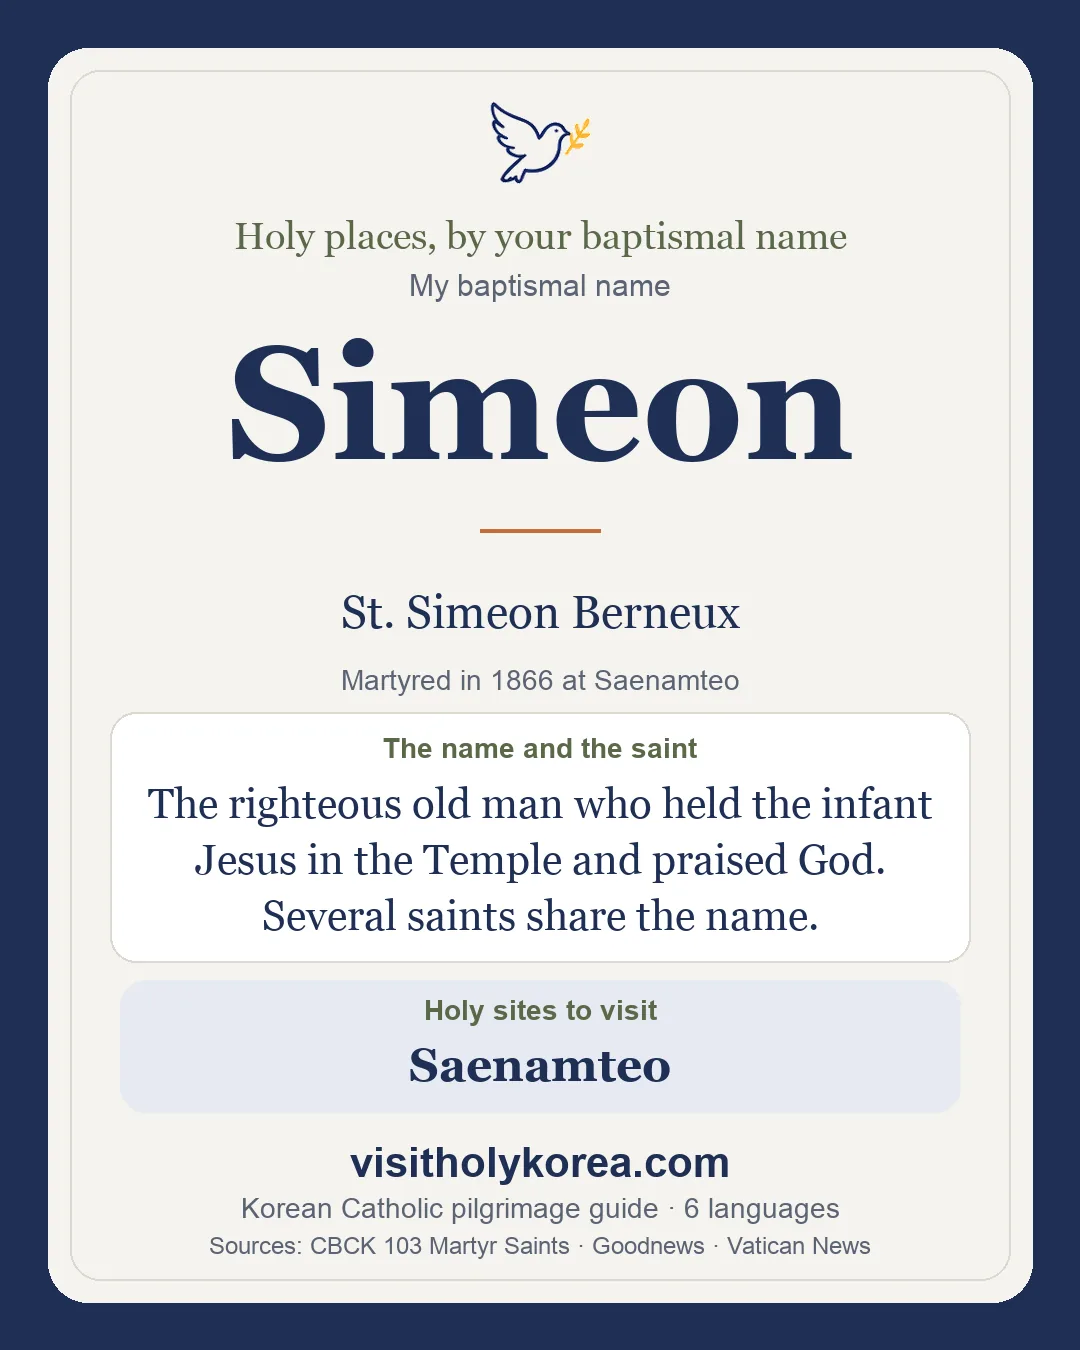 Holy places, by your baptismal name
My baptismal name
Simeon
St. Simeon Berneux
Martyred in 1866 at Saenamteo
The name and the saint
The righteous old man who held the infant
Jesus in the Temple and praised God.
Several saints share the name.
Holy sites to visit
Saenamteo
visitholykorea.com
Korean Catholic pilgrimage guide · 6 languages
Sources: CBCK 103 Martyr Saints · Goodnews · Vatican News